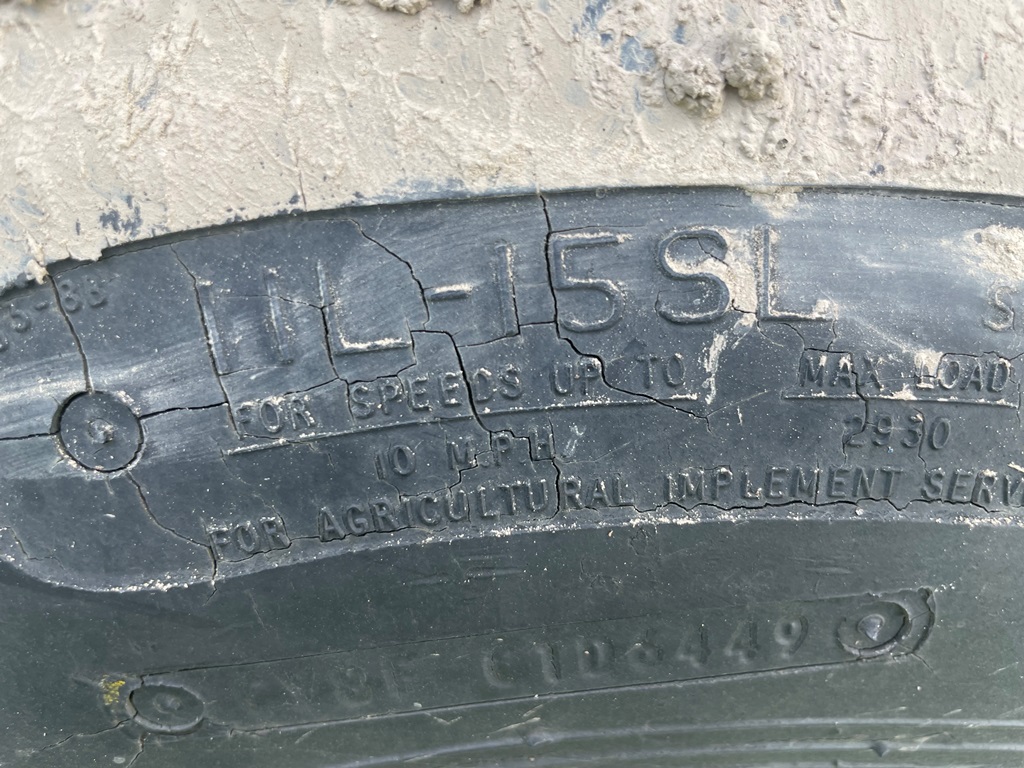 11L-15SL
FOR SPEEDS UP TO
10 M.P.H.
MAX LOAD
2930
FOR AGRICULTURAL IMPLEMENT SERV